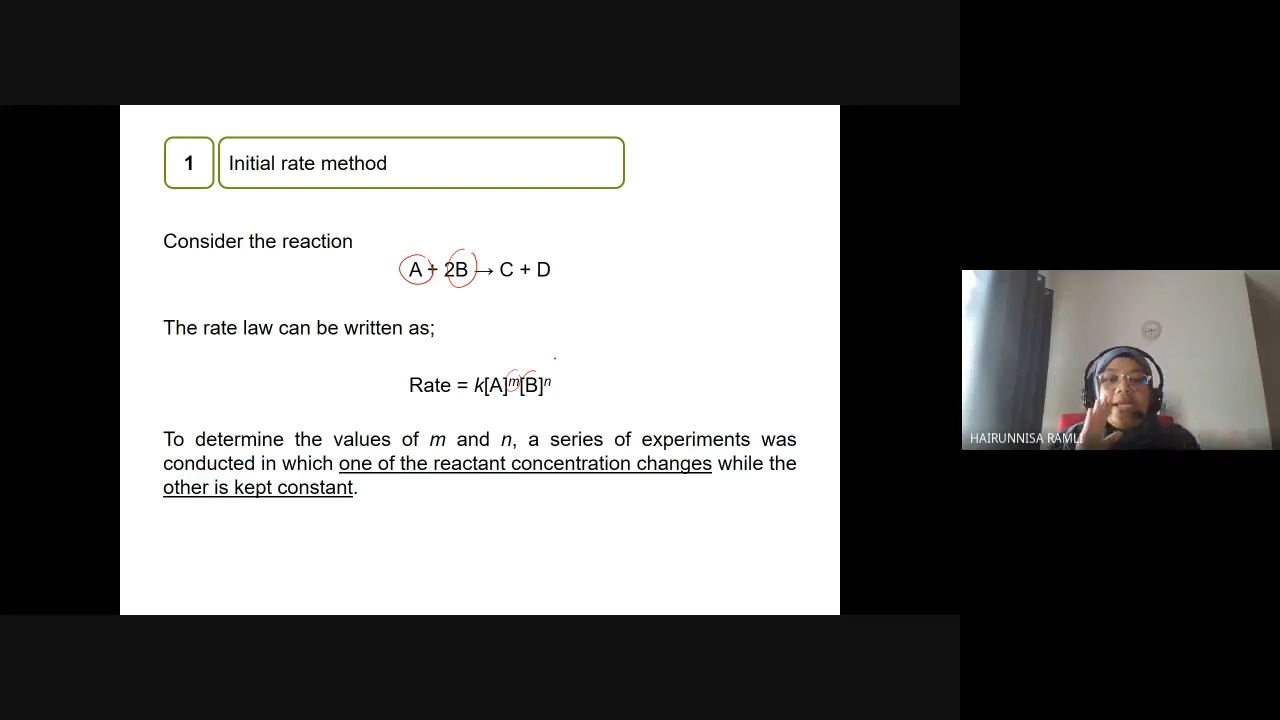 1 Initial rate method
Consider the reaction
A + 2B → C + D
The rate law can be written as;
Rate = k[A]ᵐ[B]ⁿ
To determine the values of m and n, a series of experiments was
conducted in which one of the reactant concentration changes while the
other is kept constant.
HAIRUNNISA RAMLI